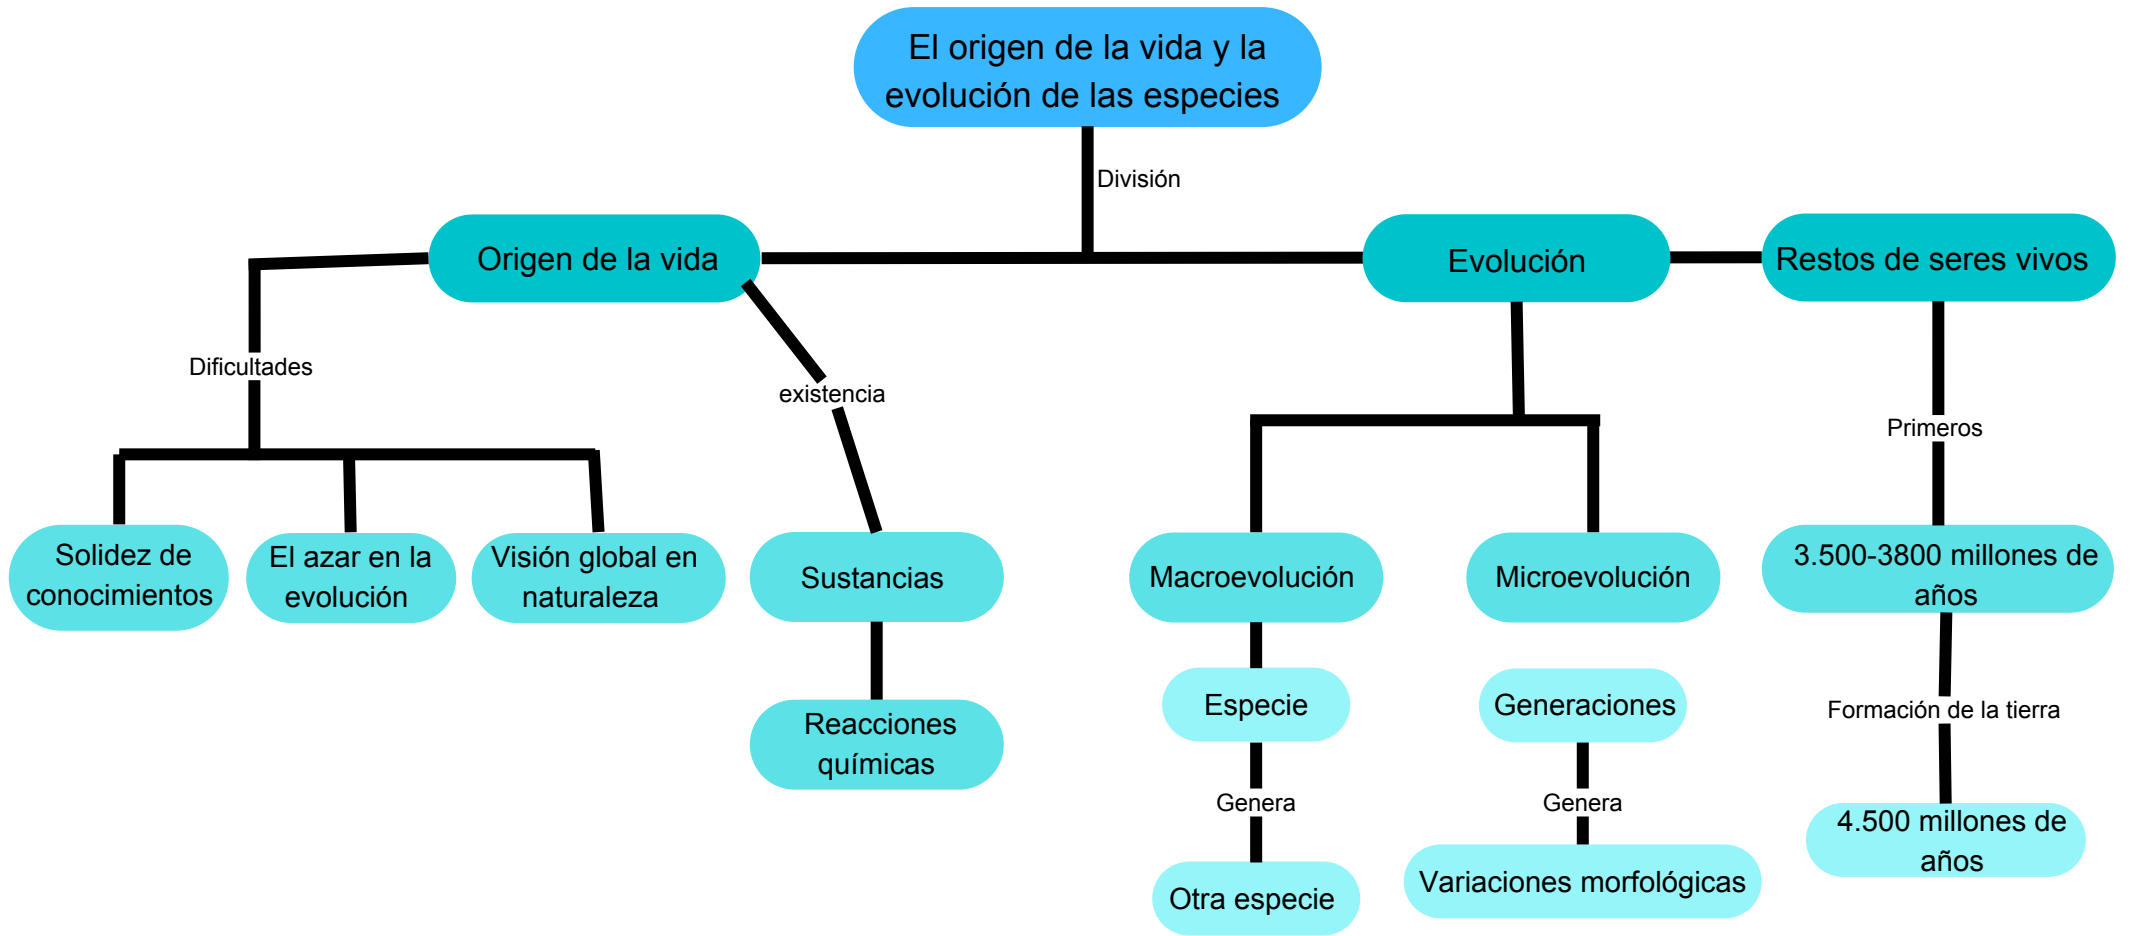 El origen de la vida y la
evolución de las especies
División
Origen de la vida
Evolución
Restos de seres vivos
Dificultades
existencia
Primeros
Solidez de
conocimientos
El azar en la
evolución
Visión global en
naturaleza
Sustancias
Macroevolución
Microevolución
3.500-3800 millones de
años
Reacciones
químicas
Especie
Generaciones
Formación de la tierra
Genera
Genera
4.500 millones de
años
Otra especie
Variaciones morfológicas